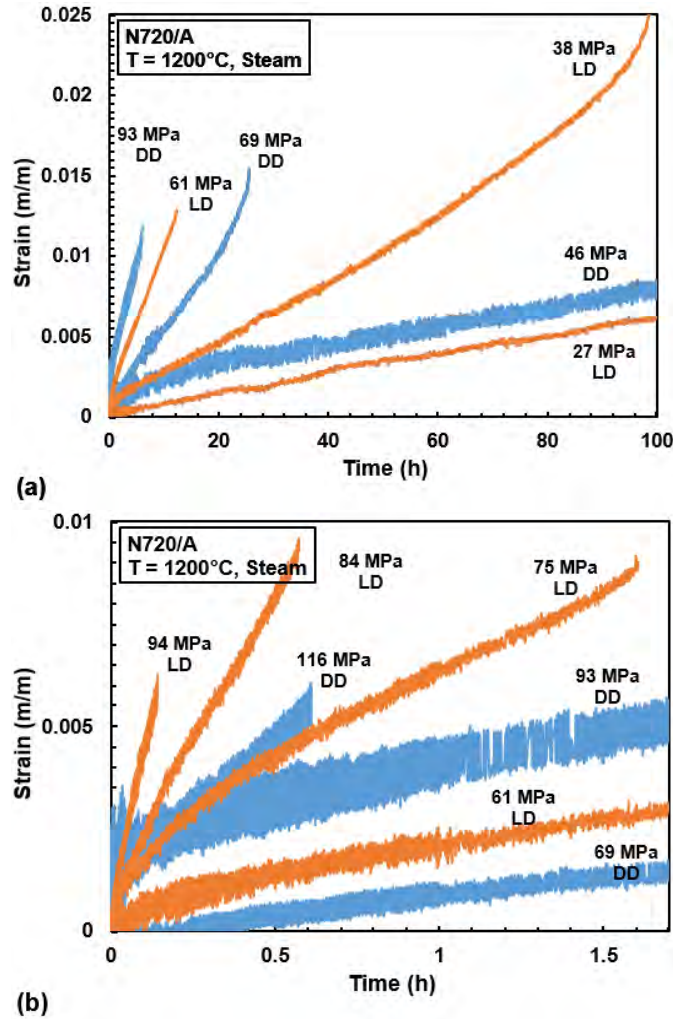 0.025
N720/A
T = 1200°C, Steam
38 MPa
LD
0.02
93 MPa
DD
69 MPa
DD
0.015
61 MPa
LD
Strain (m/m)
0.01
46 MPa
DD
0.005
27 MPa
LD
0
0 20 40 60 80 100
Time (h)
(a)
0.01
N720/A
T = 1200°C, Steam
84 MPa
LD
75 MPa
LD
94 MPa
LD
116 MPa
DD
93 MPa
DD
Strain (m/m)
0.005
61 MPa
LD
69 MPa
DD
0
0 0.5 1 1.5
Time (h)
(b)